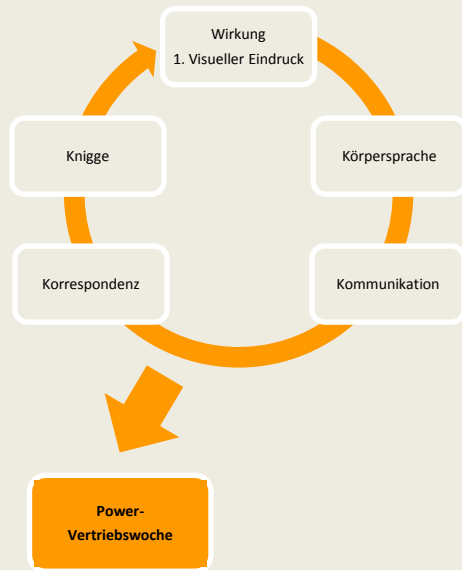 Wirkung
1. Visueller Eindruck
Körpersprache
Kommunikation
Korrespondenz
Knigge
Power-
Vertriebswoche